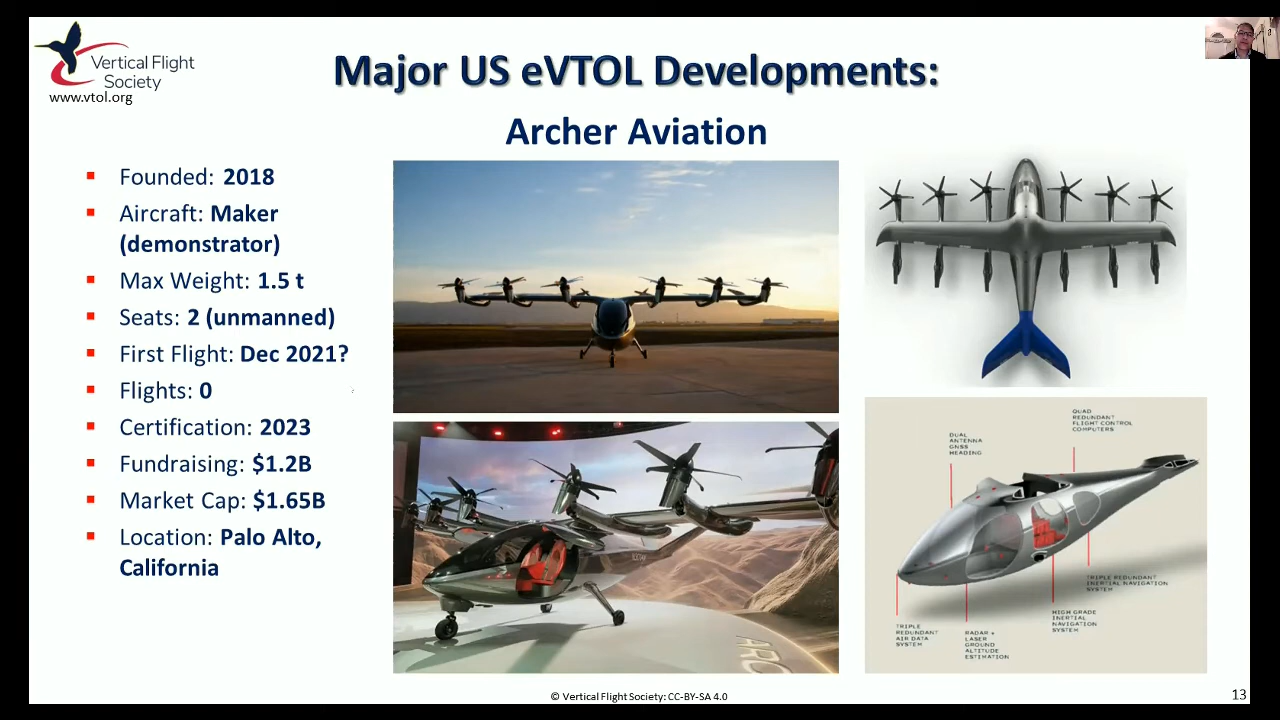 Vertical Flight
Society
www.vtol.org
Major US eVTOL Developments:
Archer Aviation
Founded: 2018
Aircraft: Maker
(demonstrator)
Max Weight: 1.5 t
Seats: 2 (unmanned)
First Flight: Dec 2021?
Flights: 0
Certification: 2023
Fundraising: $1.2B
Market Cap: $1.65B
Location: Palo Alto,
California
DUAL
ANTENNA
GNSS
HEADING
QUAD
REDUNDANT
FLIGHT CONTROL
COMPUTERS
TRIPLE REDUNDANT
INERTIAL NAVIGATION
SYSTEM
HIGH GRADE
INERTIAL
NAVIGATION
SYSTEM
TRIPLE
REDUNDANT
AIR DATA
SYSTEM
RADAR +
LASER
GROUND
ALTITUDE
ESTIMATION
© Vertical Flight Society: CC-BY-SA 4.0
13